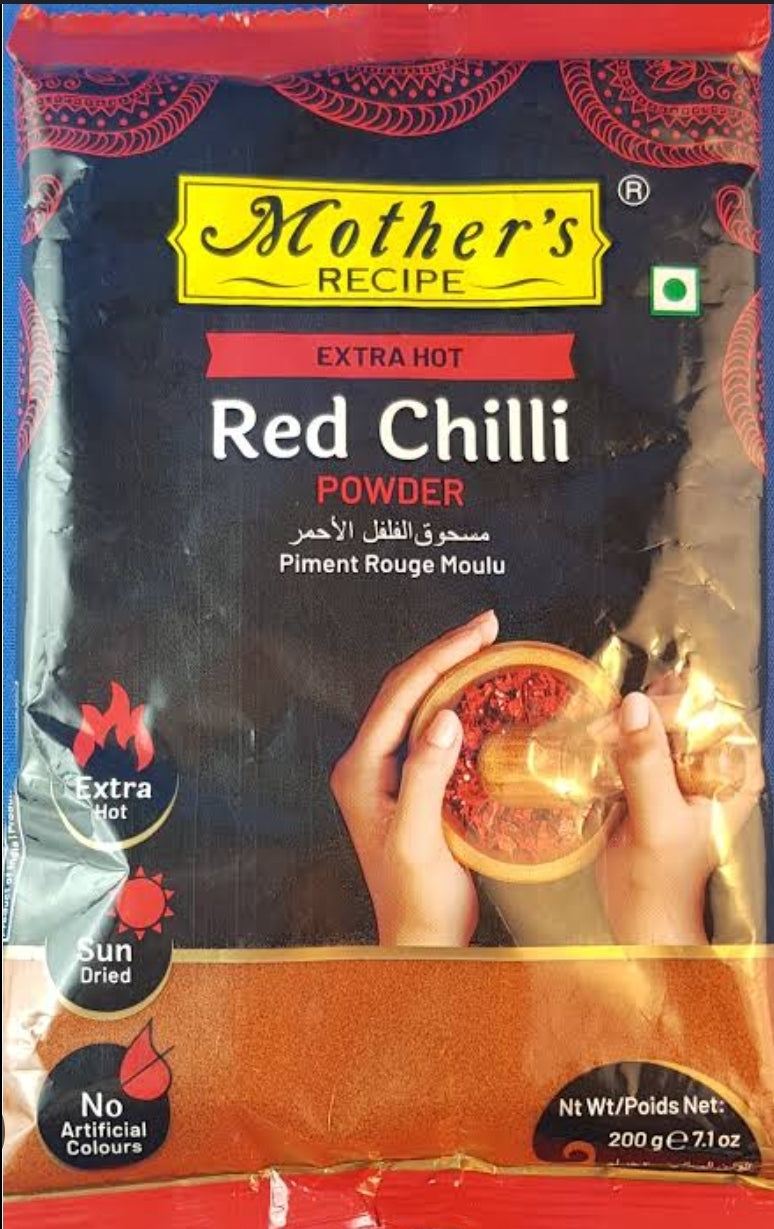 Mother's
RECIPE
®
EXTRA HOT
Red Chilli
POWDER
مسحوق الفلفل الأحمر
Piment Rouge Moulu
Extra
Hot
Sun
Dried
No
Artificial
Colours
Nt Wt/Poids Net:
200 g ℮ 7.1 oz